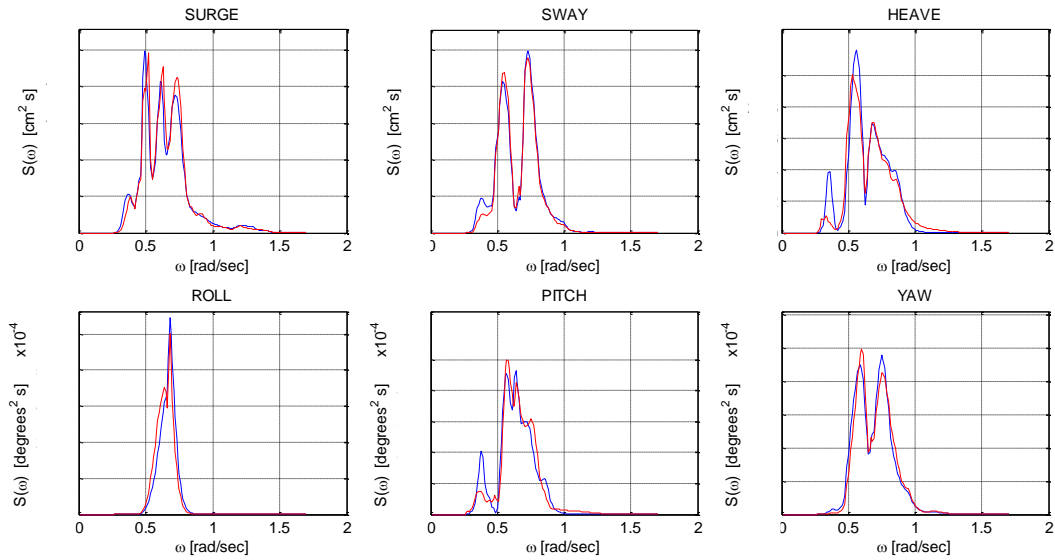 SURGE
S(ω) [cm² s]
0 0.5 1 1.5 2
ω [rad/sec]
SWAY
S(ω) [cm² s]
0 0.5 1 1.5 2
ω [rad/sec]
HEAVE
S(ω) [cm² s]
0 0.5 1 1.5 2
ω [rad/sec]
ROLL
S(ω) [degrees² s] x10⁻⁴
0 0.5 1 1.5 2
ω [rad/sec]
PITCH
S(ω) [degrees² s] x10⁻⁴
0 0.5 1 1.5 2
ω [rad/sec]
YAW
S(ω) [degrees² s] x10⁻⁴
0 0.5 1 1.5 2
ω [rad/sec]